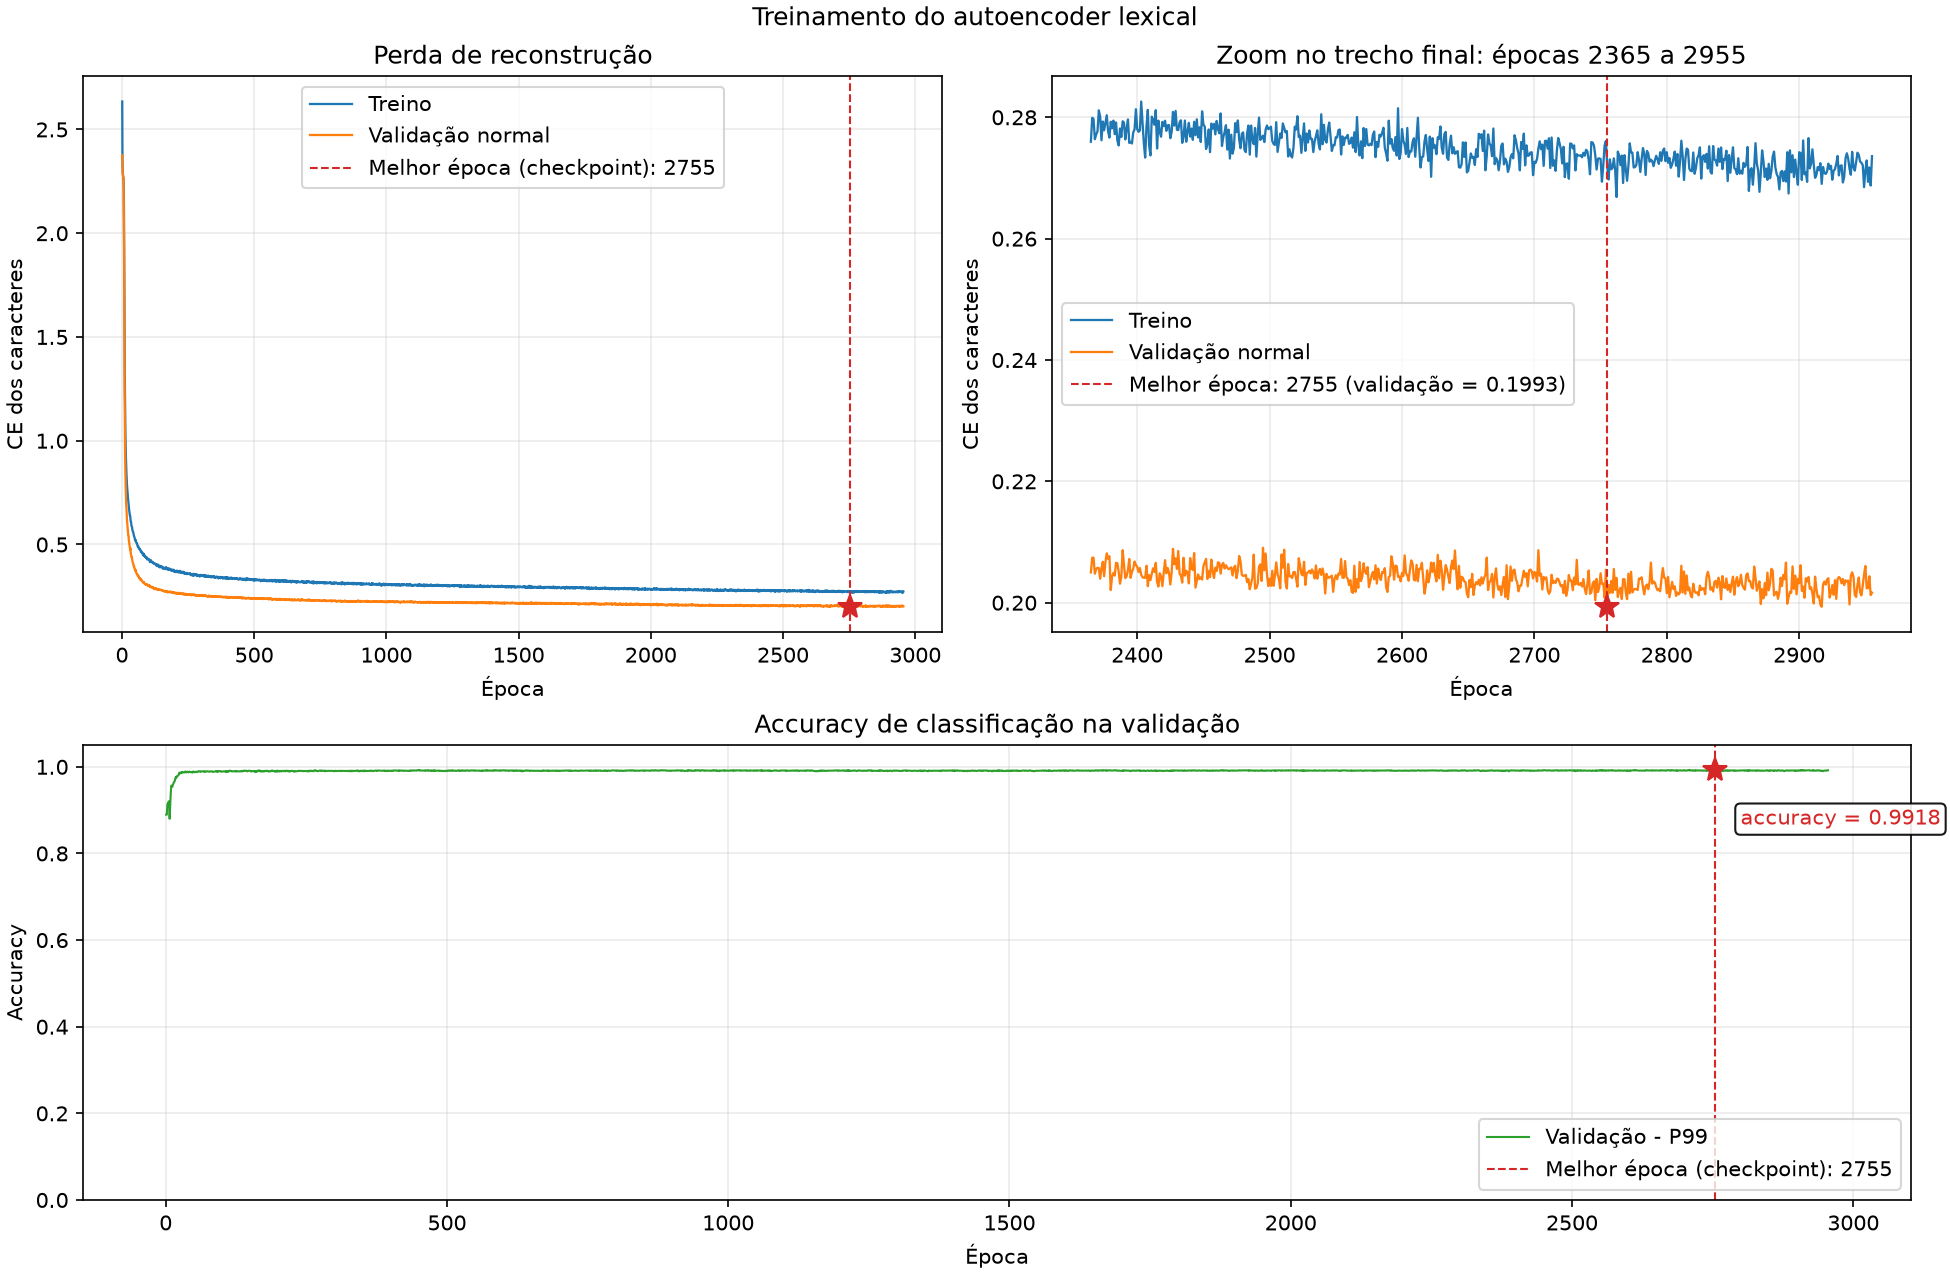 Treinamento do autoencoder lexical
Perda de reconstrução
CE dos caracteres
2.5
2.0
1.5
1.0
0.5
Treino
Validação normal
Melhor época (checkpoint): 2755
0 500 1000 1500 2000 2500 3000
Época
Zoom no trecho final: épocas 2365 a 2955
CE dos caracteres
0.28
0.26
0.24
0.22
0.20
Treino
Validação normal
Melhor época: 2755 (validação = 0.1993)
2400 2500 2600 2700 2800 2900
Época
Accuracy de classificação na validação
Accuracy
1.0
0.8
0.6
0.4
0.2
0.0
accuracy = 0.9918
Validação - P99
Melhor época (checkpoint): 2755
0 500 1000 1500 2000 2500 3000
Época